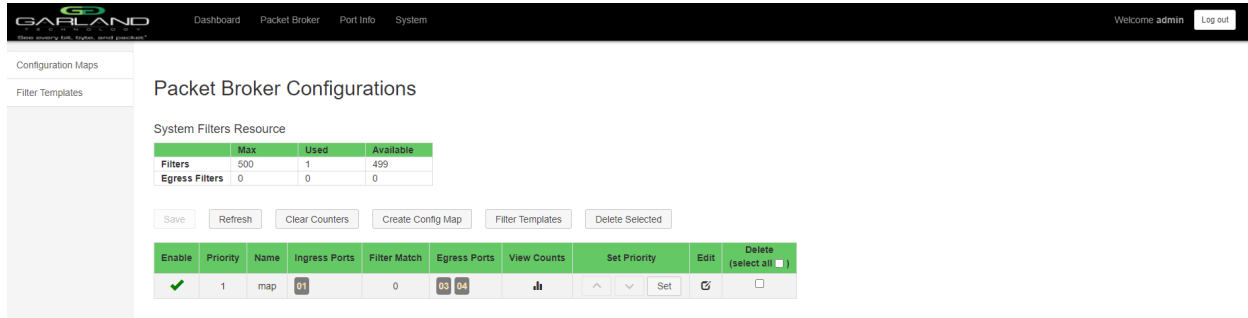 GARLAND
TECHNOLOGY
See every bit, byte, and packet®
Dashboard Packet Broker Port Info System
Welcome admin Log out
Configuration Maps
Filter Templates
Packet Broker Configurations
System Filters Resource
Max Used Available
Filters 500 1 499
Egress Filters 0 0 0
Save Refresh Clear Counters Create Config Map Filter Templates Delete Selected
Enable Priority Name Ingress Ports Filter Match Egress Ports View Counts Set Priority Edit Delete
(select all )
1 map 01 0 03 04 Set